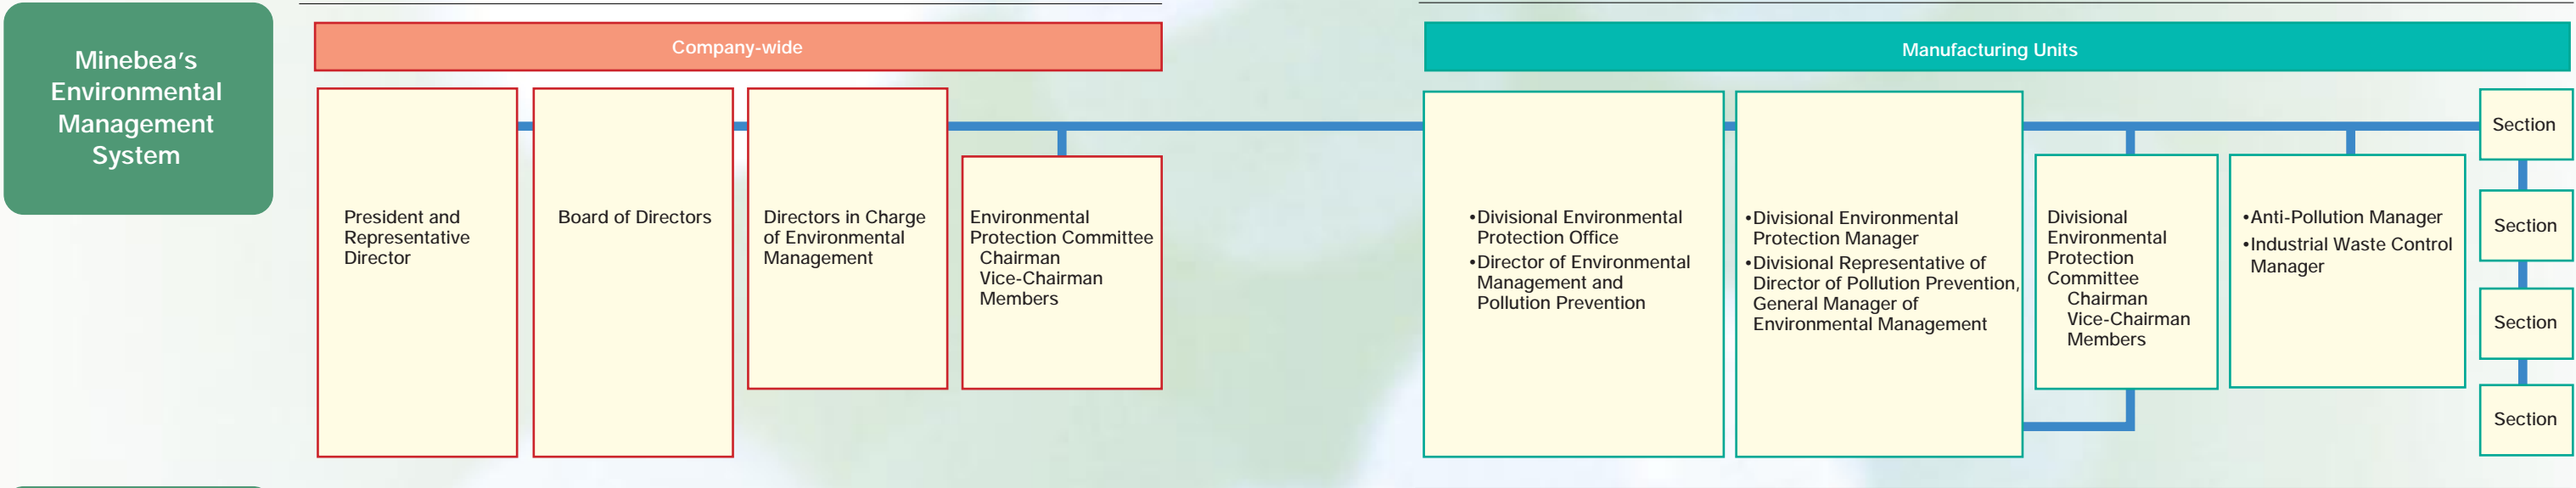 Minebea's
Environmental
Management
System
Company-wide
President and
Representative
Director
Board of Directors
Directors in Charge
of Environmental
Management
Environmental
Protection Committee
Chairman
Vice-Chairman
Members
Manufacturing Units
•Divisional Environmental
Protection Office
•Director of Environmental
Management and
Pollution Prevention
•Divisional Environmental
Protection Manager
•Divisional Representative of
Director of Pollution Prevention,
General Manager of
Environmental Management
Divisional
Environmental
Protection
Committee
Chairman
Vice-Chairman
Members
•Anti-Pollution Manager
•Industrial Waste Control
Manager
Section
Section
Section
Section